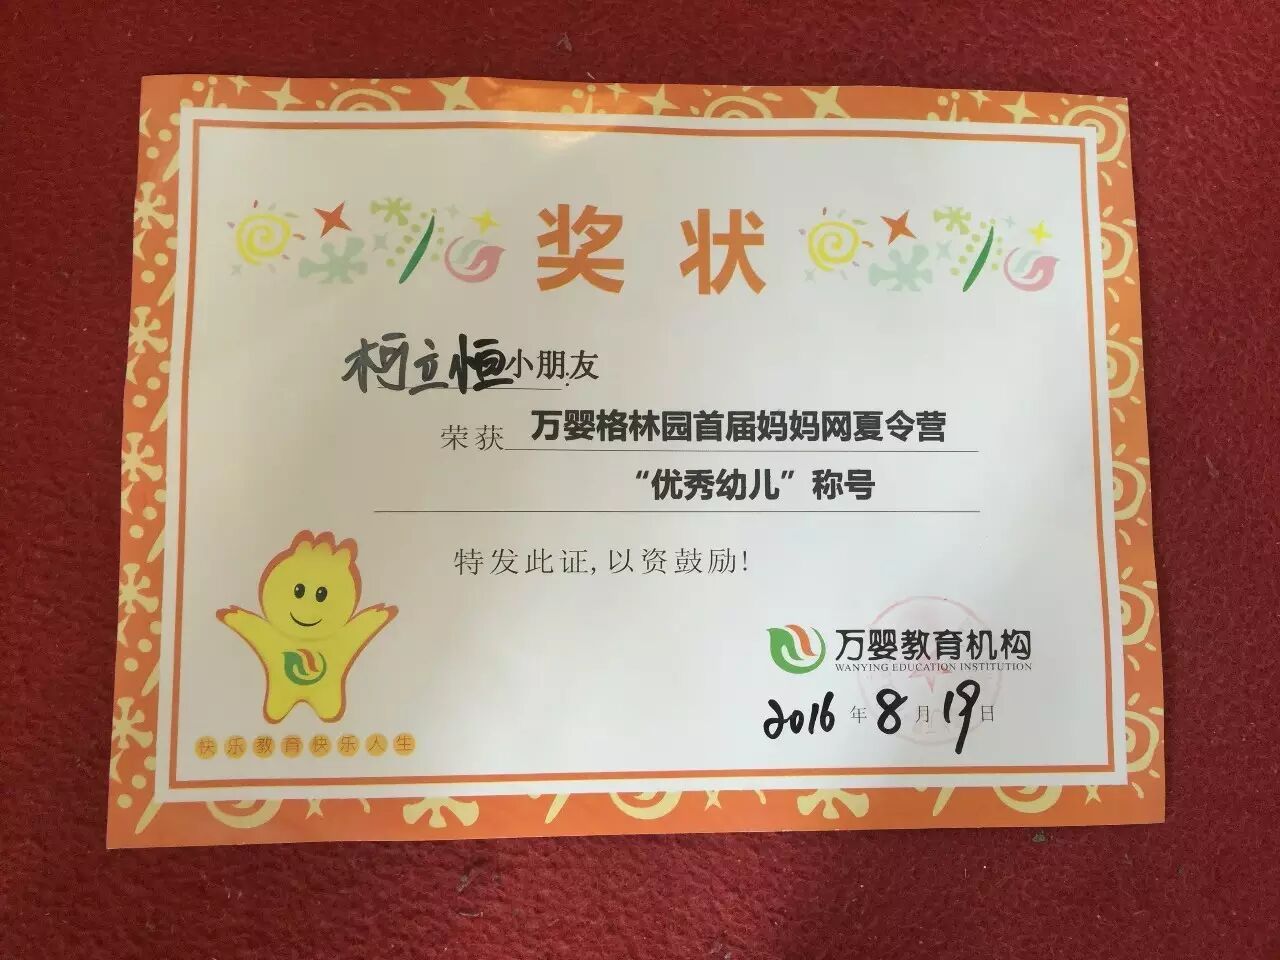 奖状
柯立恒小朋友
荣获万婴格林园首届妈妈网夏令营
“优秀幼儿”称号
特发此证,以资鼓励!
万婴教育机构
WANYING EDUCATION INSTITUTION
2016年8月19日
快乐教育快乐人生